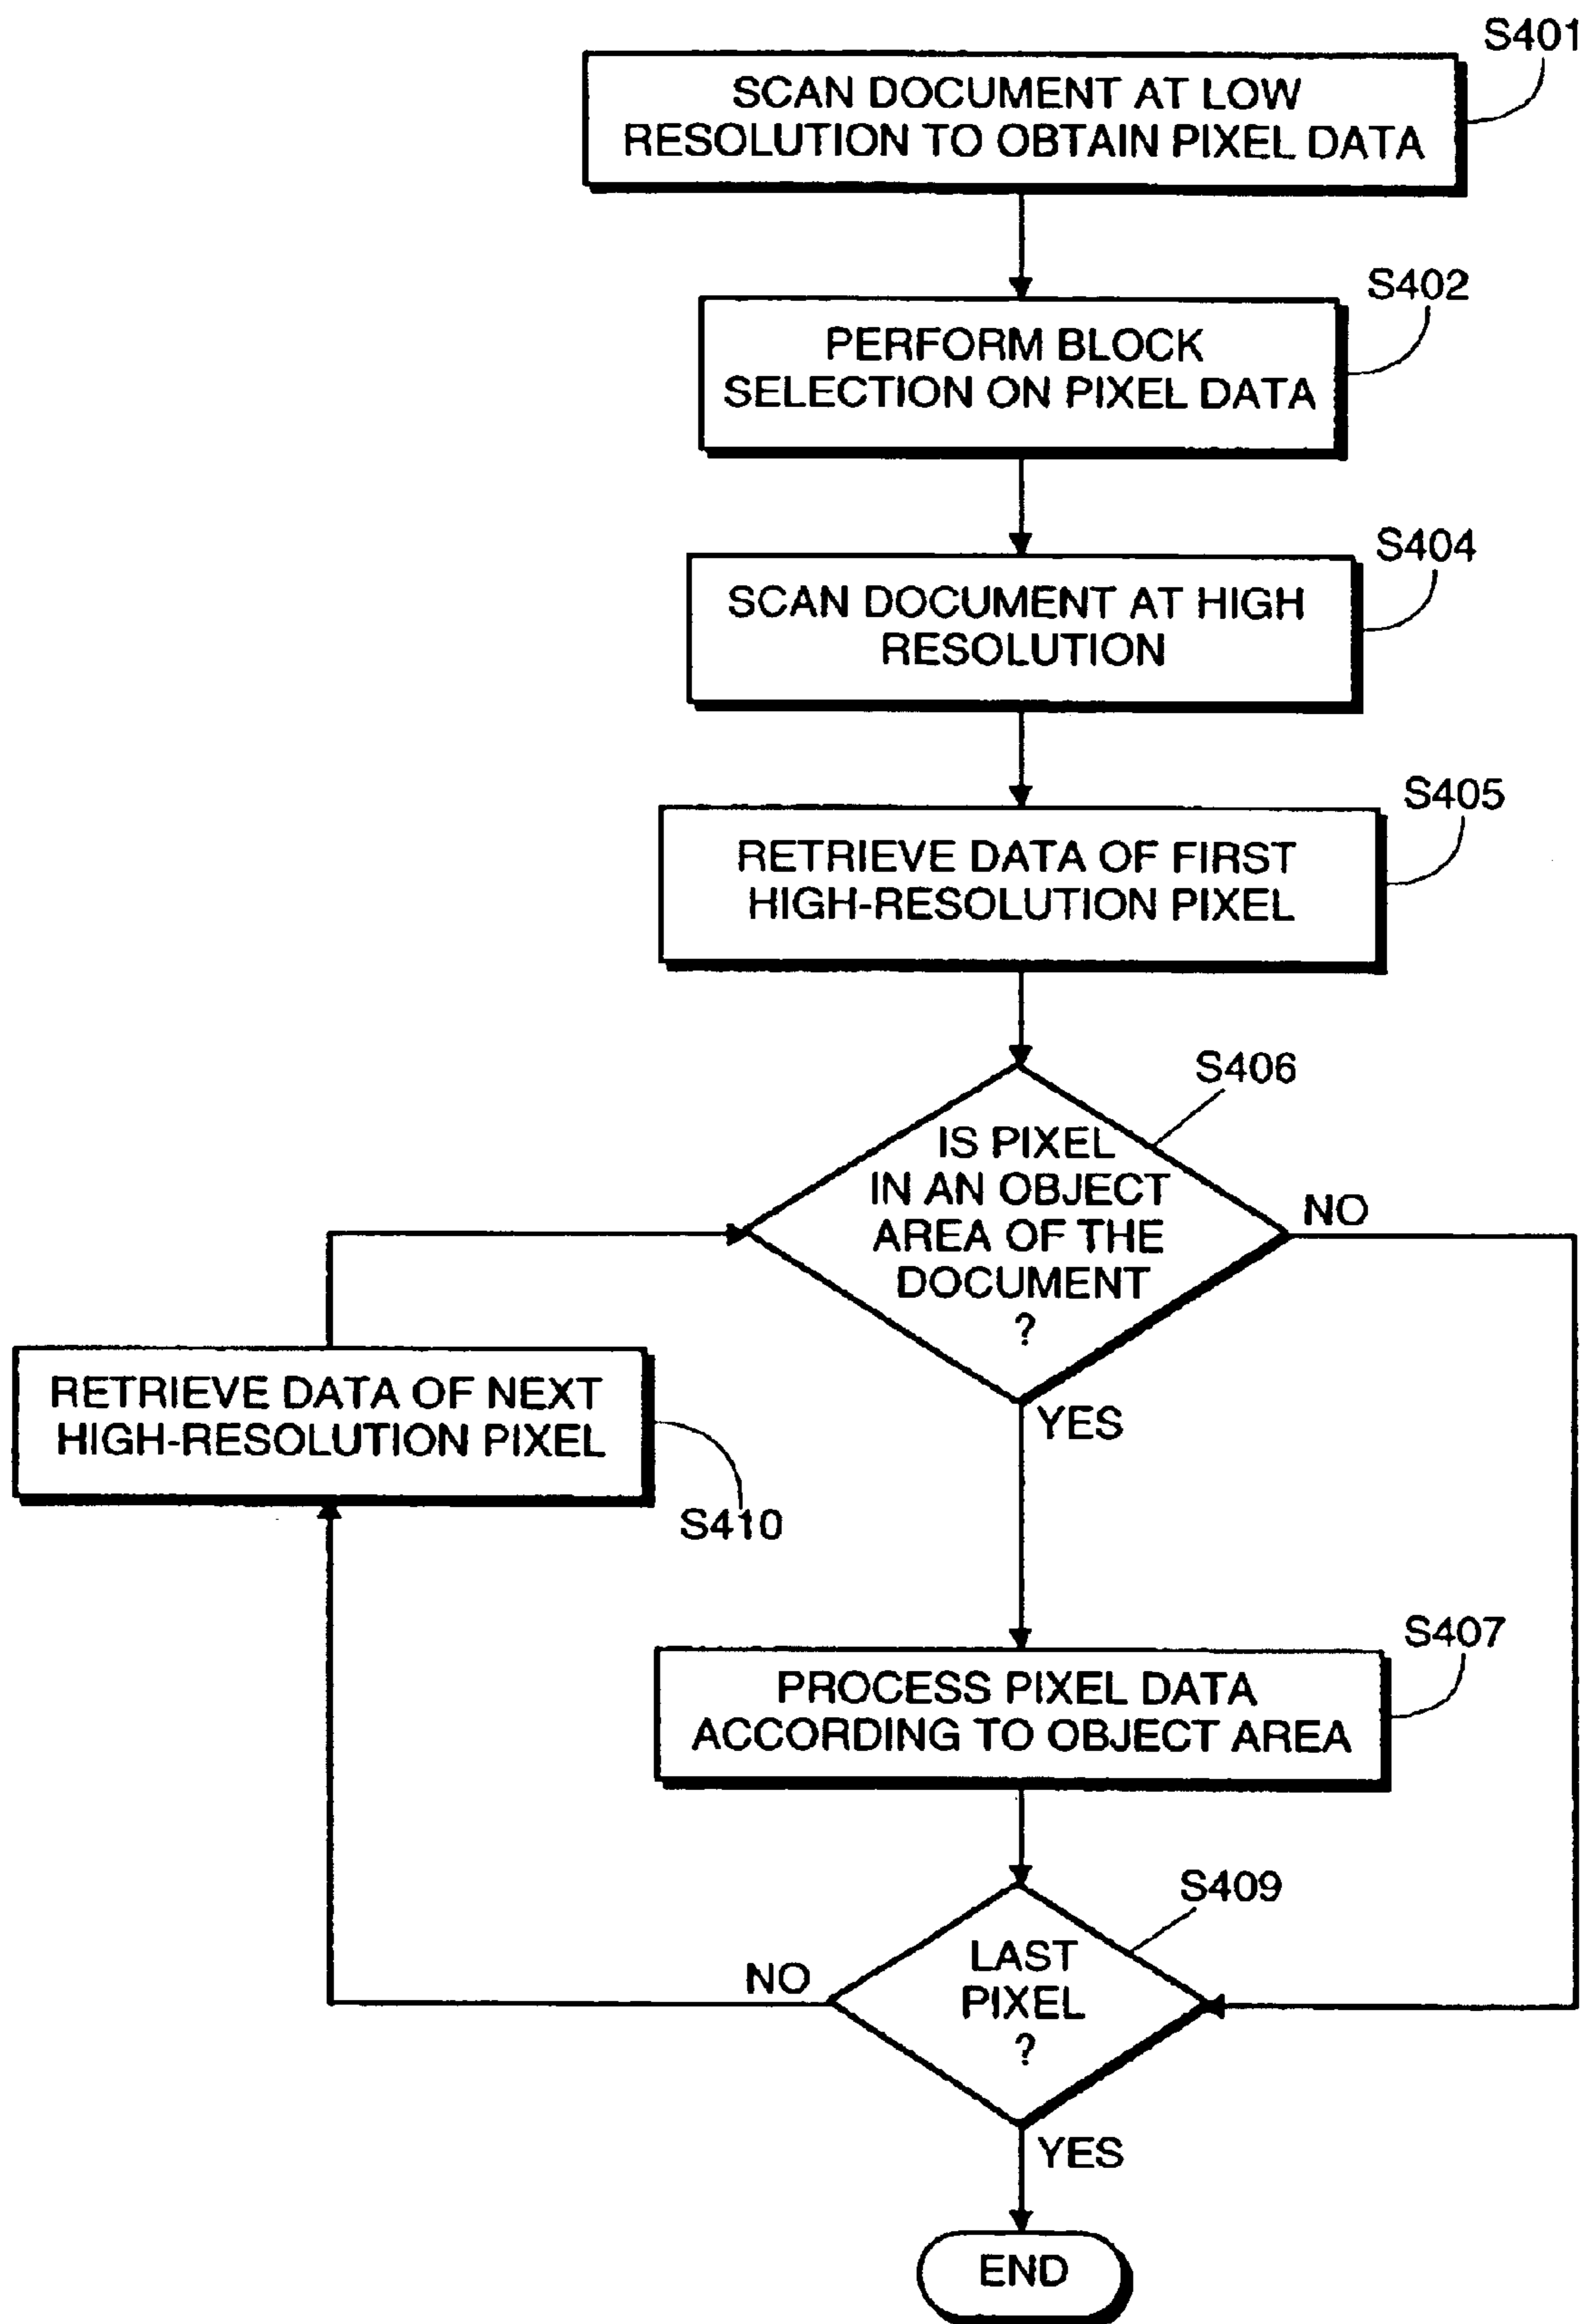 S401
SCAN DOCUMENT AT LOW
RESOLUTION TO OBTAIN PIXEL DATA
S402
PERFORM BLOCK
SELECTION ON PIXEL DATA
S404
SCAN DOCUMENT AT HIGH
RESOLUTION
S405
RETRIEVE DATA OF FIRST
HIGH-RESOLUTION PIXEL
S406
IS PIXEL
IN AN OBJECT
AREA OF THE
DOCUMENT
?
NO
YES
RETRIEVE DATA OF NEXT
HIGH-RESOLUTION PIXEL
S410
S407
PROCESS PIXEL DATA
ACCORDING TO OBJECT AREA
S409
LAST
PIXEL
?
NO
YES
END